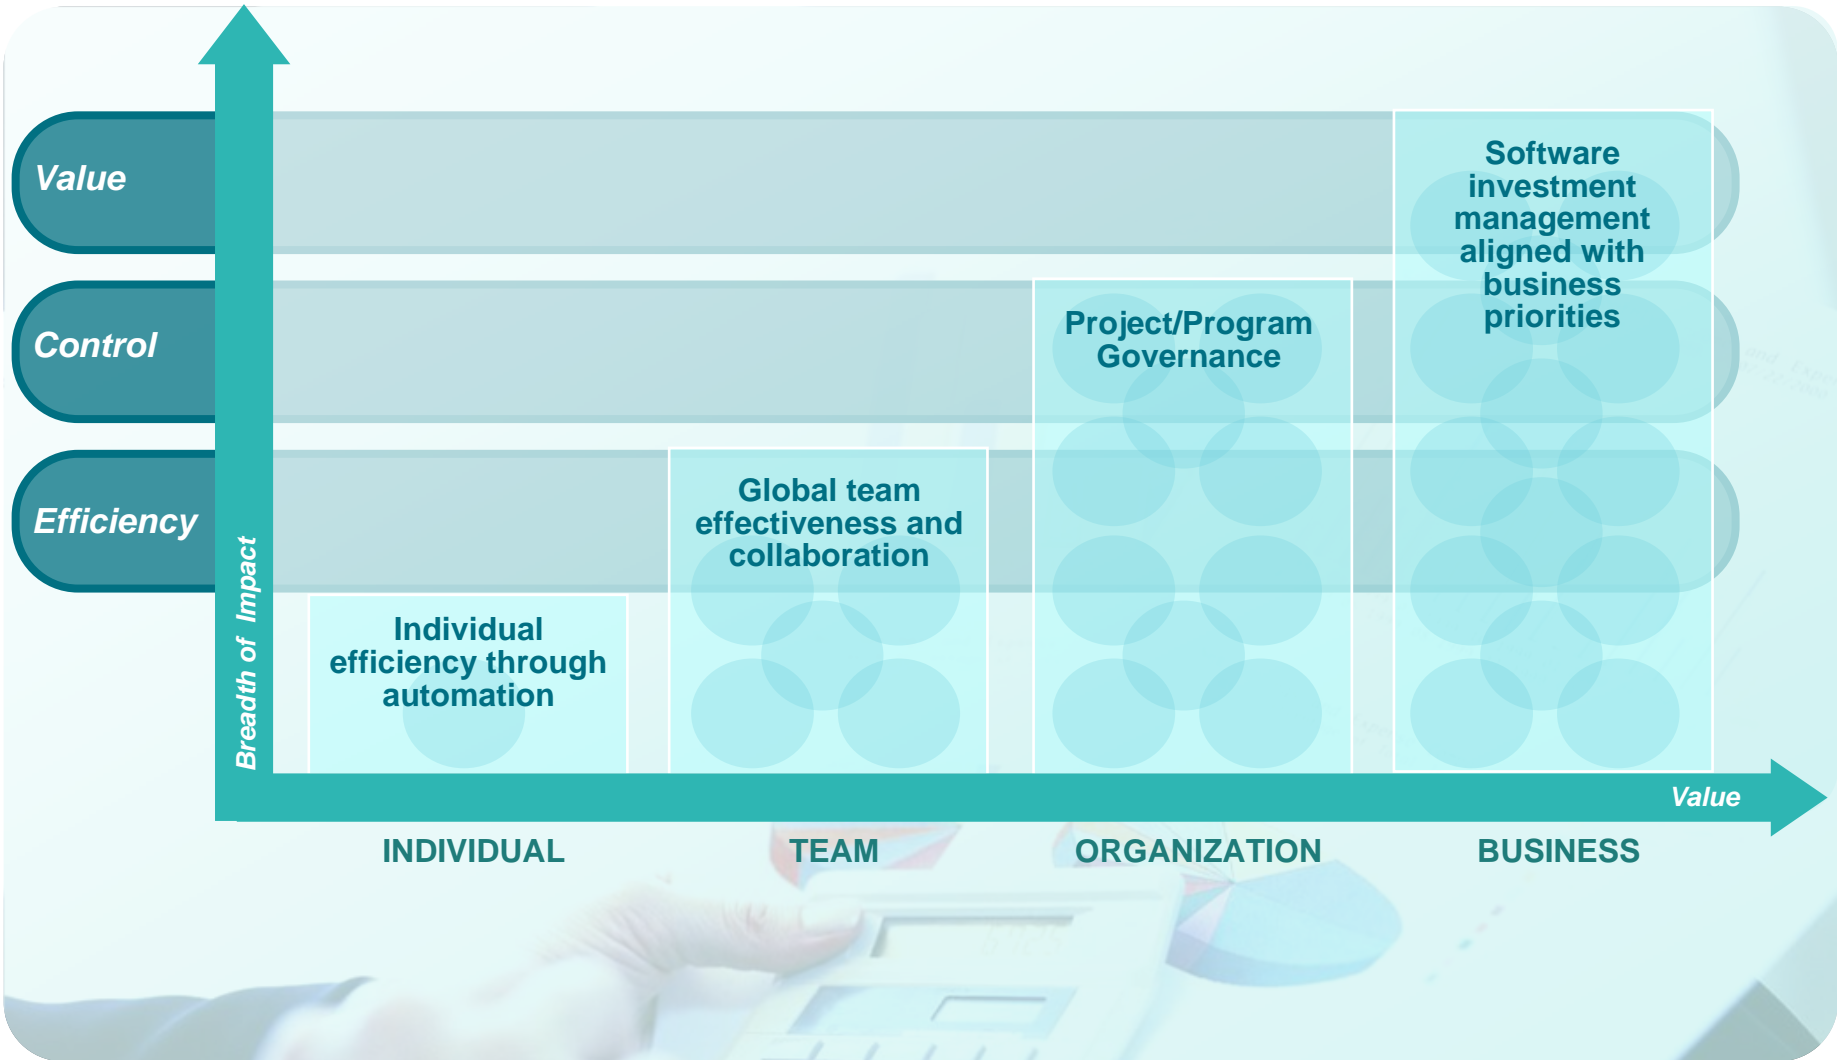 Value
Control
Efficiency
Breadth of Impact
Individual
efficiency through
automation
Global team
effectiveness and
collaboration
Project/Program
Governance
Software
investment
management
aligned with
business
priorities
Value
INDIVIDUAL
TEAM
ORGANIZATION
BUSINESS